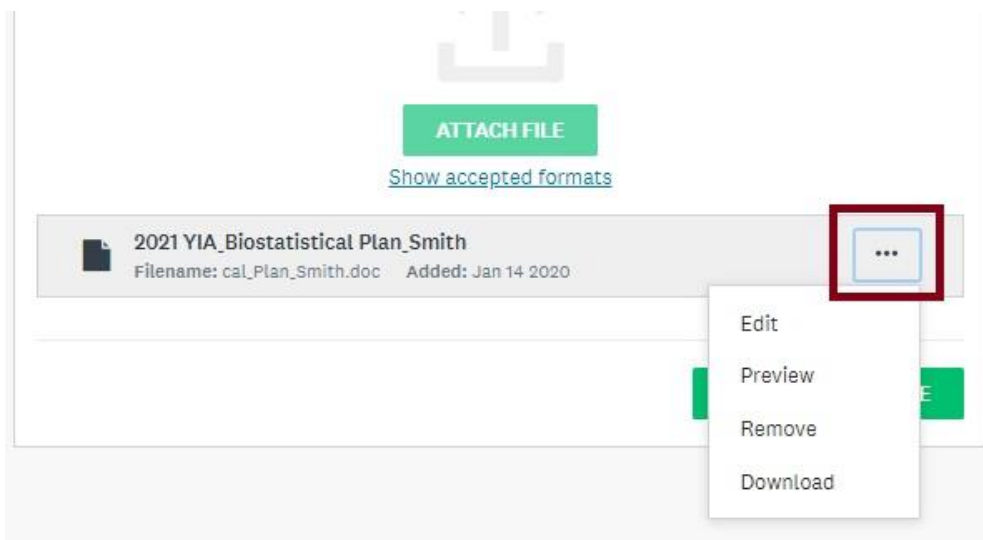 ATTACH FILE
Show accepted formats
2021 YIA_Biostatistical Plan_Smith
Filename: cal_Plan_Smith.doc Added: Jan 14 2020
...
Edit
Preview
Remove
Download